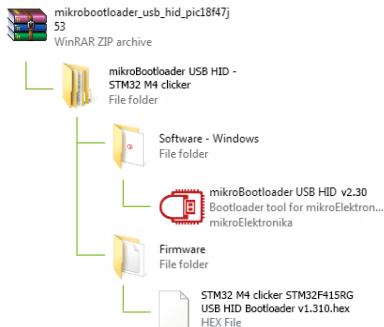 mikrobootloader_usb_hid_pic18f47j
53
WinRAR ZIP archive
mikroBootloader USB HID -
STM32 M4 clicker
File folder
Software - Windows
File folder
mikroBootloader USB HID v2.30
Bootloader tool for mikroElektron...
mikroElektronika
Firmware
File folder
STM32 M4 clicker STM32F415RG
USB HID Bootloader v1.310.hex
HEX File